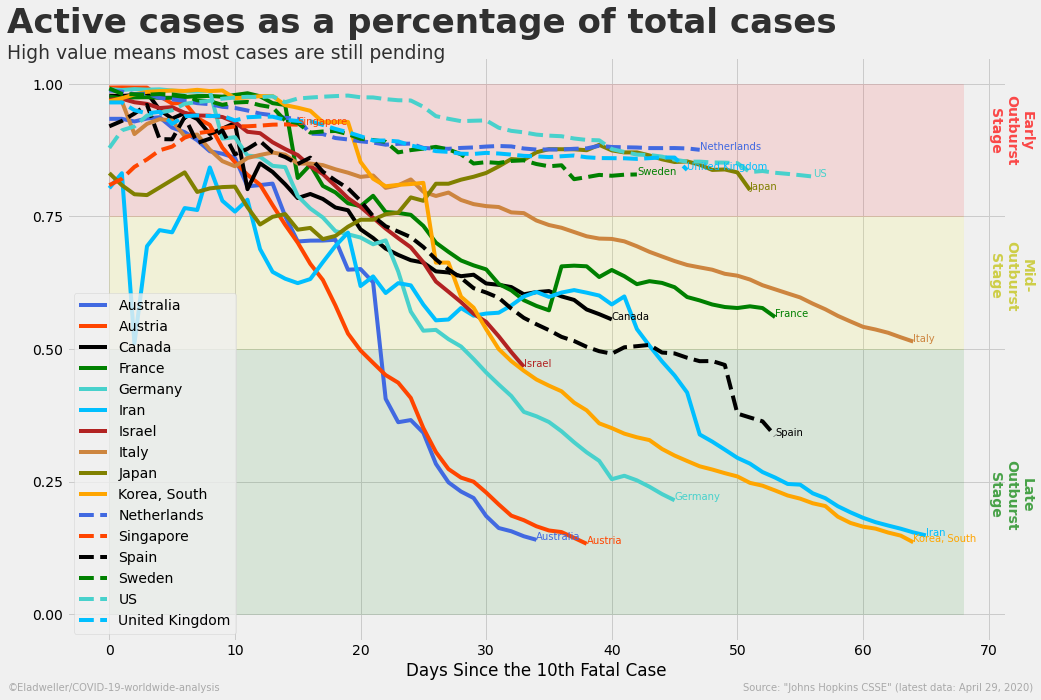 Active cases as a percentage of total cases
High value means most cases are still pending
1.00
0.75
0.50
0.25
0.00
Early
Outburst
Stage
Mid-
Outburst
Stage
Late
Outburst
Stage
Singapore
Netherlands
United Kingdom
US
Sweden
Japan
Canada
France
Italy
Israel
Spain
Germany
Australia
Austria
Iran
Korea, South
Australia
Austria
Canada
France
Germany
Iran
Israel
Italy
Japan
Korea, South
Netherlands
Singapore
Spain
Sweden
US
United Kingdom
0 10 20 30 40 50 60 70
Days Since the 10th Fatal Case
©Eladweller/COVID-19-worldwide-analysis
Source: "Johns Hopkins CSSE" (latest data: April 29, 2020)